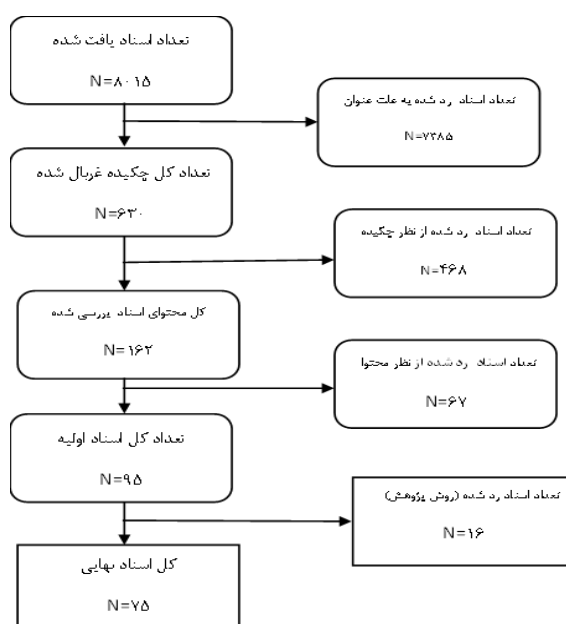 تعداد اسناد یافت شده
N=۸۰۱۵
تعداد اسناد رد شده به علت عنوان
N=۷۳۸۵
تعداد کل چکیده غربال شده
N=۶۳۰
تعداد اسناد رد شده از نظر چکیده
N=۴۶۸
کل محتوای اسناد بررسی شده
N=۱۶۲
تعداد اسناد رد شده از نظر محتوا
N=۶۷
تعداد کل اسناد اولیه
N=۹۵
تعداد اسناد رد شده (روش پژوهش)
N=۱۶
کل اسناد نهایی
N=۷۵